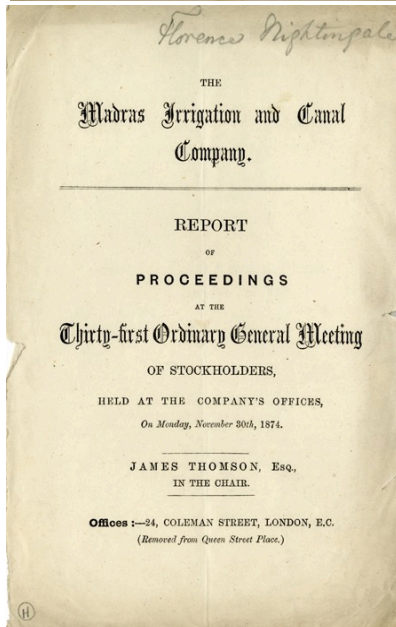 Florence Nightingale
THE
Madras Irrigation and Canal
Company.
REPORT
OF
PROCEEDINGS
AT THE
Thirty-first Ordinary General Meeting
OF STOCKHOLDERS,
HELD AT THE COMPANY'S OFFICES,
On Monday, November 30th, 1874.
JAMES THOMSON, Esq.,
IN THE CHAIR.
Offices :—24, COLEMAN STREET, LONDON, E.C.
(Removed from Queen Street Place.)
H